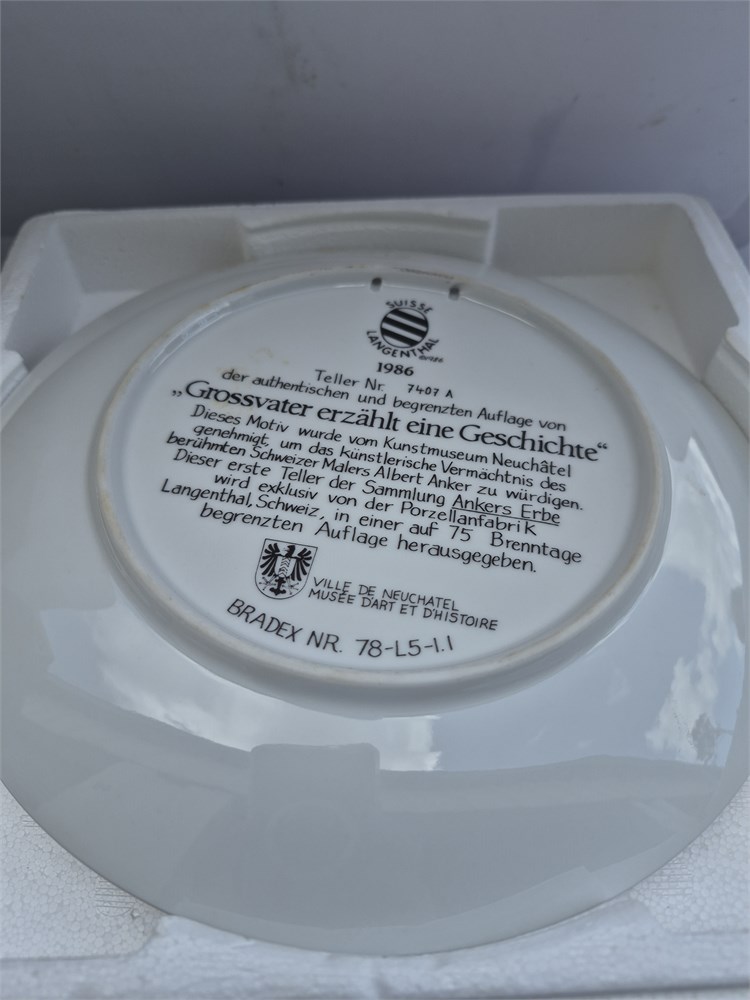 SUISSE
LANGENTHAL
1986
Teller Nr. 7407 A
der authentischen und begrenzten Auflage von
„Grossvater erzählt eine Geschichte“
Dieses Motiv wurde vom Kunstmuseum Neuchâtel
genehmigt, um das künstlerische Vermächtnis des
berühmten Schweizer Malers Albert Anker zu würdigen.
Dieser erste Teller der Sammlung Ankers Erbe
wird exklusiv von der Porzellanfabrik
Langenthal, Schweiz, in einer auf 75 Brenntage
begrenzten Auflage herausgegeben.
VILLE DE NEUCHATEL
MUSÉE D'ART ET D'HISTOIRE
BRADEX NR. 78-L5-1.1